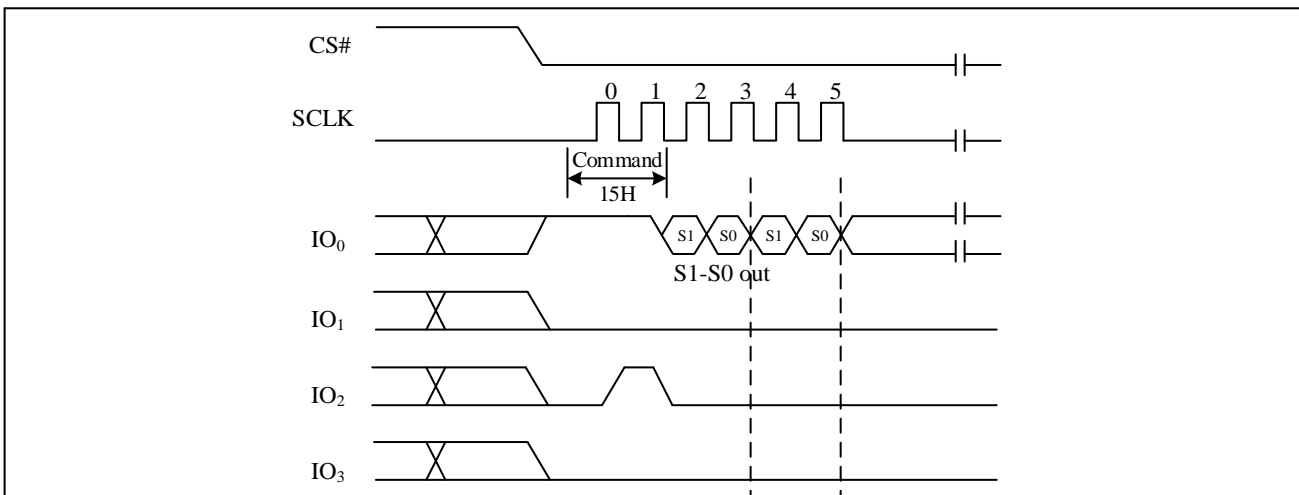 CS#
0 1 2 3 4 5
SCLK
Command
15H
IO₀
S1 S0 S1 S0
S1-S0 out
IO₁
IO₂
IO₃